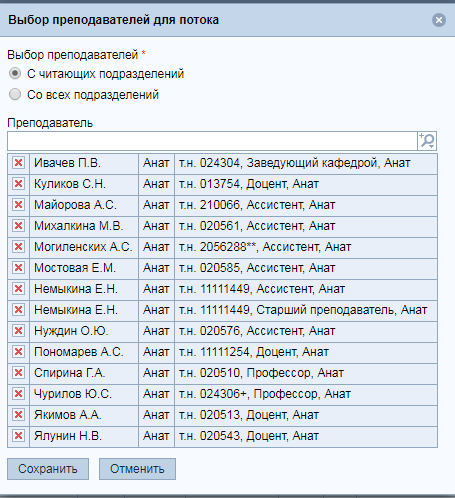 Выбор преподавателей для потока
Выбор преподавателей *
С читающих подразделений
Со всех подразделений
Преподаватель
Ивачев П.В. Анат т.н. 024304, Заведующий кафедрой, Анат
Куликов С.Н. Анат т.н. 013754, Доцент, Анат
Майорова А.С. Анат т.н. 210066, Ассистент, Анат
Михалкина М.В. Анат т.н. 020561, Ассистент, Анат
Могиленских А.С. Анат т.н. 2056288**, Ассистент, Анат
Мостовая Е.М. Анат т.н. 020585, Ассистент, Анат
Немыкина Е.Н. Анат т.н. 11111449, Ассистент, Анат
Немыкина Е.Н. Анат т.н. 11111449, Старший преподаватель, Анат
Нуждин О.Ю. Анат т.н. 020576, Ассистент, Анат
Пономарев А.С. Анат т.н. 11111254, Доцент, Анат
Спирина Г.А. Анат т.н. 020510, Профессор, Анат
Чурилов Ю.С. Анат т.н. 024306+, Профессор, Анат
Якимов А.А. Анат т.н. 020513, Доцент, Анат
Ялунин Н.В. Анат т.н. 020543, Доцент, Анат
Сохранить Отменить